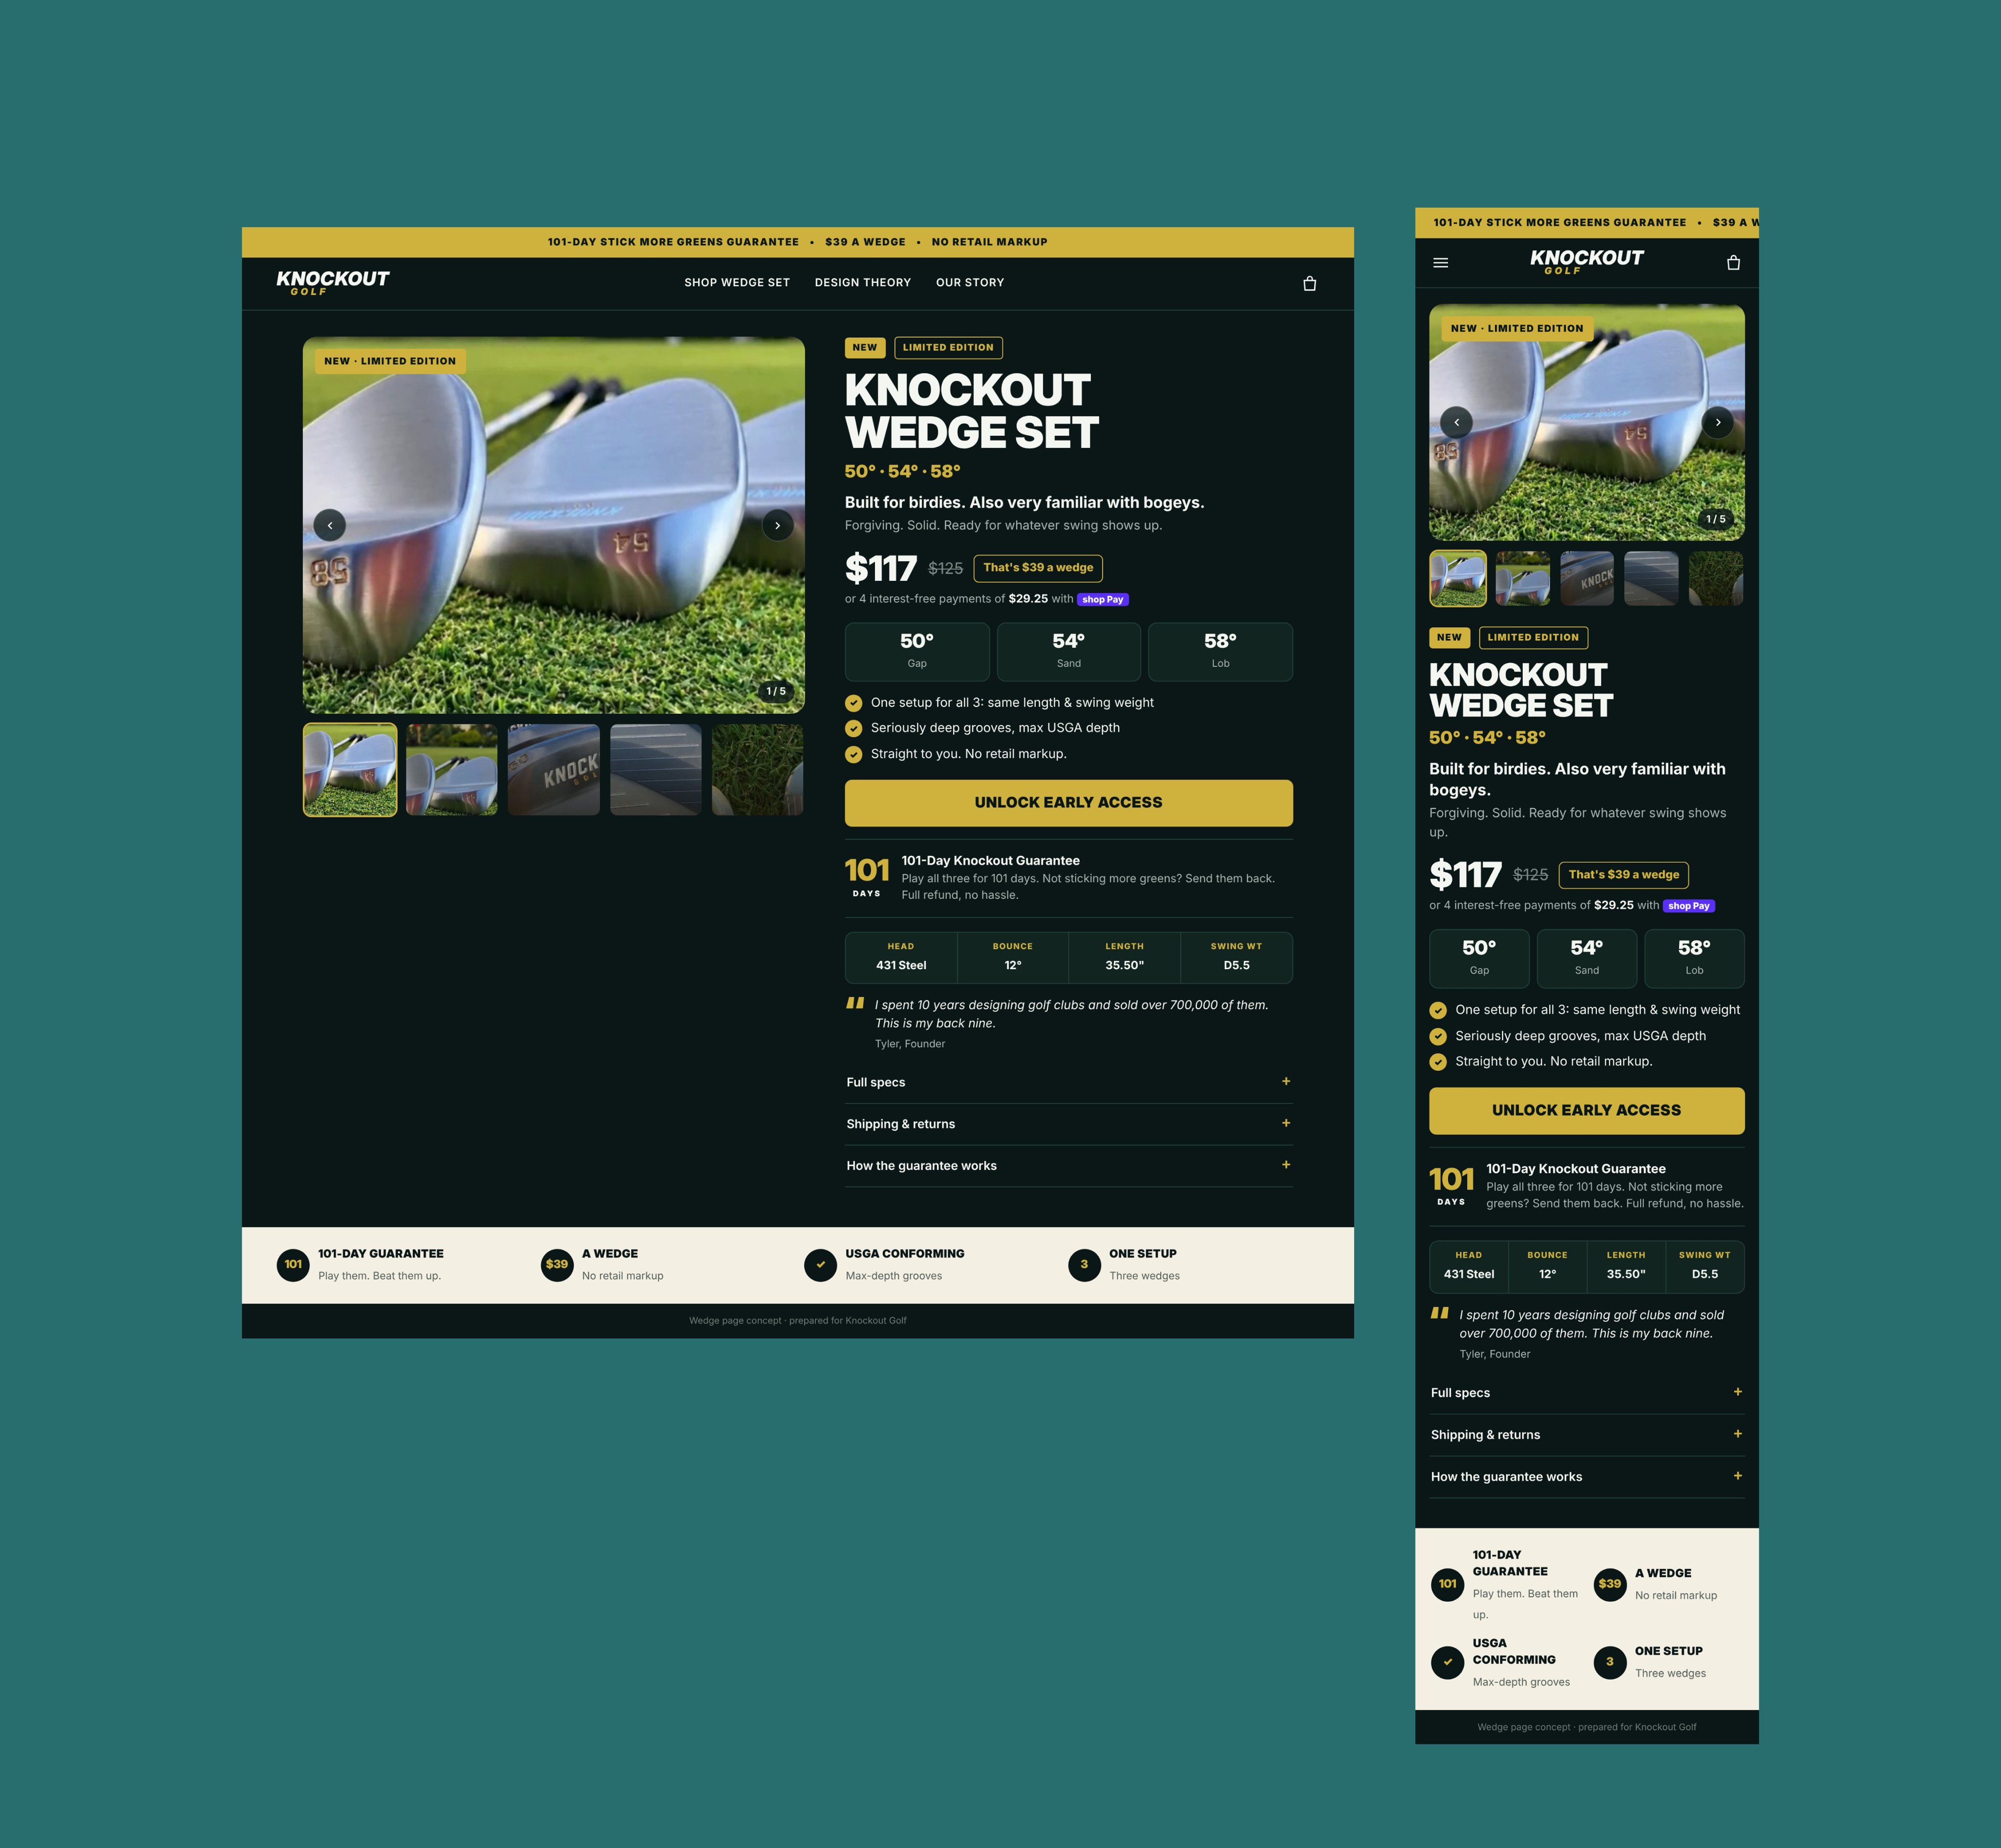 101-DAY STICK MORE GREENS GUARANTEE • $39 A WEDGE • NO RETAIL MARKUP
KNOCKOUT
GOLF
SHOP WEDGE SET DESIGN THEORY OUR STORY
NEW · LIMITED EDITION
58
54
1 / 5
KNOCK
NEW LIMITED EDITION
KNOCKOUT
WEDGE SET
50° · 54° · 58°
Built for birdies. Also very familiar with bogeys.
Forgiving. Solid. Ready for whatever swing shows up.
$117 $125 That's $39 a wedge
or 4 interest-free payments of $29.25 with shop Pay
50° 54° 58°
Gap Sand Lob
One setup for all 3: same length & swing weight
Seriously deep grooves, max USGA depth
Straight to you. No retail markup.
UNLOCK EARLY ACCESS
101
DAYS
101-Day Knockout Guarantee
Play all three for 101 days. Not sticking more greens? Send them back.
Full refund, no hassle.
HEAD BOUNCE LENGTH SWING WT
431 Steel 12° 35.50" D5.5
I spent 10 years designing golf clubs and sold over 700,000 of them.
This is my back nine.
Tyler, Founder
Full specs +
Shipping & returns +
How the guarantee works +
101 101-DAY GUARANTEE
Play them. Beat them up.
$39 A WEDGE
No retail markup
USGA CONFORMING
Max-depth grooves
3 ONE SETUP
Three wedges
Wedge page concept · prepared for Knockout Golf
101-DAY STICK MORE GREENS GUARANTEE • $39 A W
KNOCKOUT
GOLF
NEW · LIMITED EDITION
58
54
1 / 5
KNOCK
NEW LIMITED EDITION
KNOCKOUT
WEDGE SET
50° · 54° · 58°
Built for birdies. Also very familiar with
bogeys.
Forgiving. Solid. Ready for whatever swing shows
up.
$117 $125 That's $39 a wedge
or 4 interest-free payments of $29.25 with shop Pay
50° 54° 58°
Gap Sand Lob
One setup for all 3: same length & swing weight
Seriously deep grooves, max USGA depth
Straight to you. No retail markup.
UNLOCK EARLY ACCESS
101
DAYS
101-Day Knockout Guarantee
Play all three for 101 days. Not sticking more
greens? Send them back. Full refund, no hassle.
HEAD BOUNCE LENGTH SWING WT
431 Steel 12° 35.50" D5.5
I spent 10 years designing golf clubs and sold
over 700,000 of them. This is my back nine.
Tyler, Founder
Full specs +
Shipping & returns +
How the guarantee works +
101 101-DAY
GUARANTEE
Play them. Beat them
up.
$39 A WEDGE
No retail markup
USGA
CONFORMING
Max-depth grooves
3 ONE SETUP
Three wedges
Wedge page concept · prepared for Knockout Golf